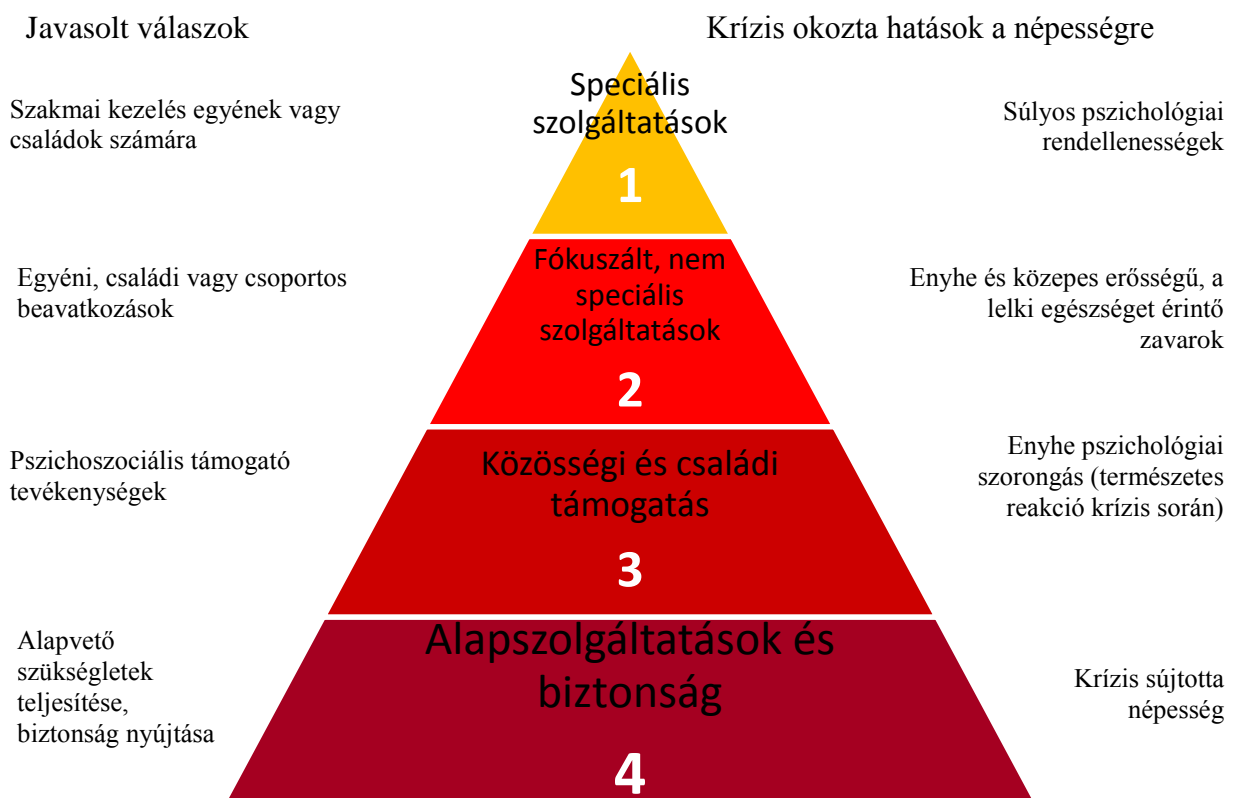 Javasolt válaszok
Krízis okozta hatások a népességre
Szakmai kezelés egyének vagy
családok számára
Speciális
szolgáltatások
1
Súlyos pszichológiai
rendellenességek
Egyéni, családi vagy csoportos
beavatkozások
Fókuszált, nem
speciális
szolgáltatások
2
Enyhe és közepes erősségű, a
lelki egészséget érintő
zavarok
Pszichoszociális támogató
tevékenységek
Közösségi és családi
támogatás
3
Enyhe pszichológiai
szorongás (természetes
reakció krízis során)
Alapvető
szükségletek
teljesítése,
biztonság nyújtása
Alapszolgáltatások és
biztonság
4
Krízis sújtotta
népesség